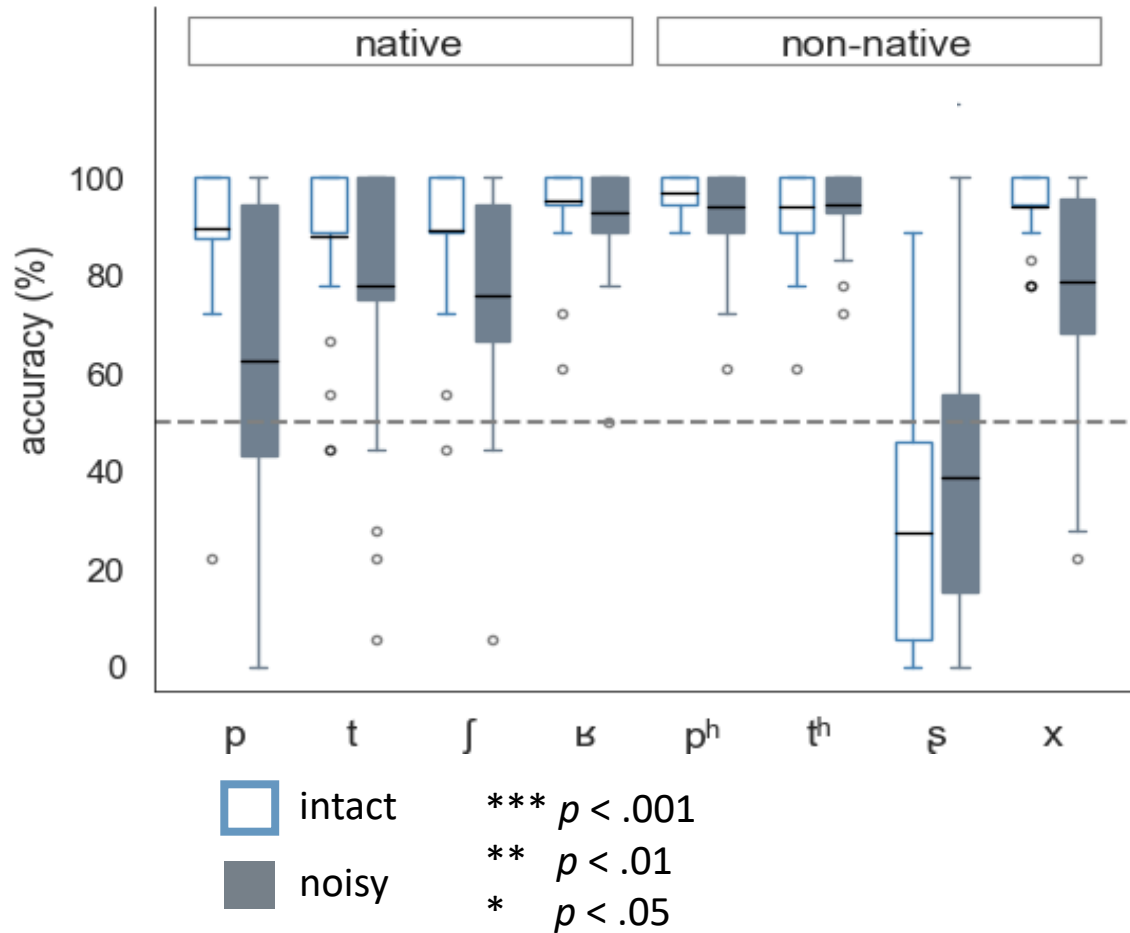 native non-native
accuracy (%)
100
80
60
40
20
0
p t ʃ ʁ pʰ tʰ ʂ x
intact *** p < .001
** p < .01
noisy * p < .05